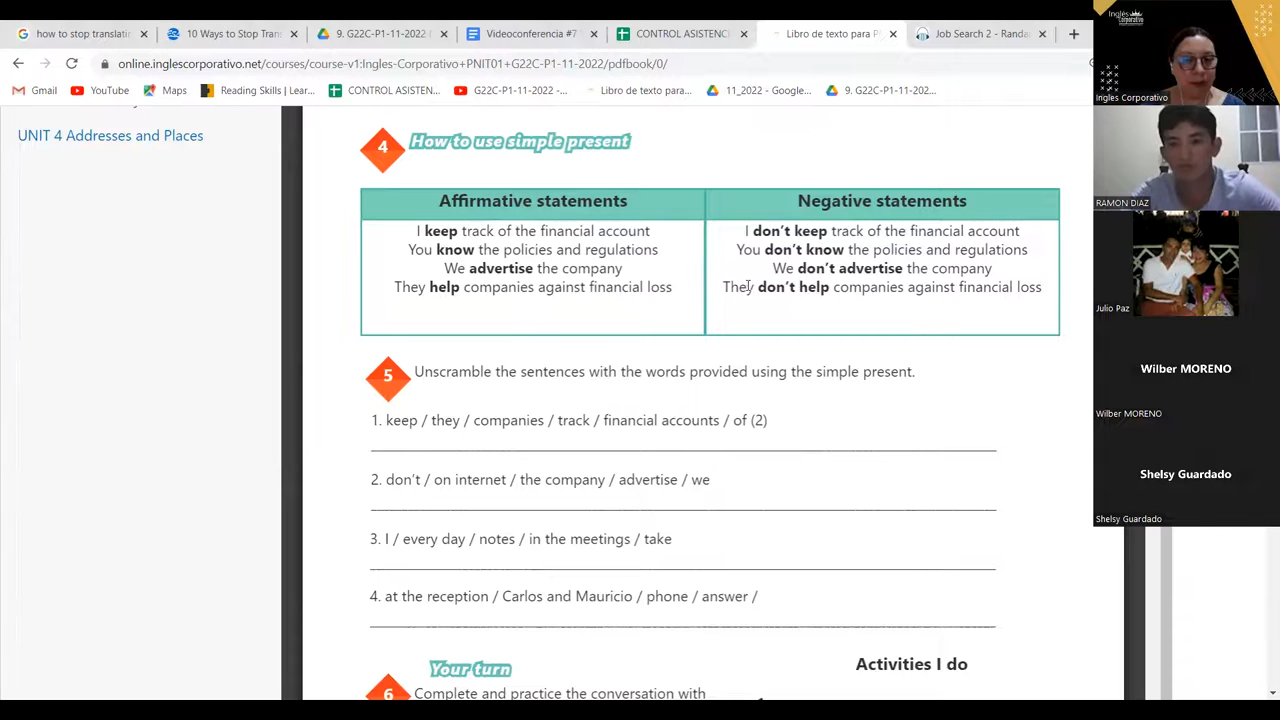 how to stop translatin
10 Ways to Stop Tran
9. G22C-P1-11-2022
Videoconferencia #7
CONTROL ASISTENC
Libro de texto para P
Job Search 2 - Randa
online.inglescorporativo.net/courses/course-v1:Ingles-Corporativo+PNIT01+G22C-P1-11-2022/pdfbook/0/
Gmail
YouTube
Maps
Reading Skills | Lear...
CONTROL ASISTEN...
G22C-P1-11-2022 -...
Libro de texto para...
11_2022 - Google...
9. G22C-P1-11-202...
UNIT 4 Addresses and Places
4 How to use simple present
Affirmative statements
I keep track of the financial account
You know the policies and regulations
We advertise the company
They help companies against financial loss
Negative statements
I don't keep track of the financial account
You don't know the policies and regulations
We don't advertise the company
They don't help companies against financial loss
5 Unscramble the sentences with the words provided using the simple present.
1. keep / they / companies / track / financial accounts / of (2)
2. don't / on internet / the company / advertise / we
3. I / every day / notes / in the meetings / take
4. at the reception / Carlos and Mauricio / phone / answer /
Your turn
Activities I do
6 Complete and practice the conversation with
Inglés
Corporativo
Ingles Corporativo
RAMON DIAZ
Julio Paz
Wilber MORENO
Wilber MORENO
Shelsy Guardado
Shelsy Guardado